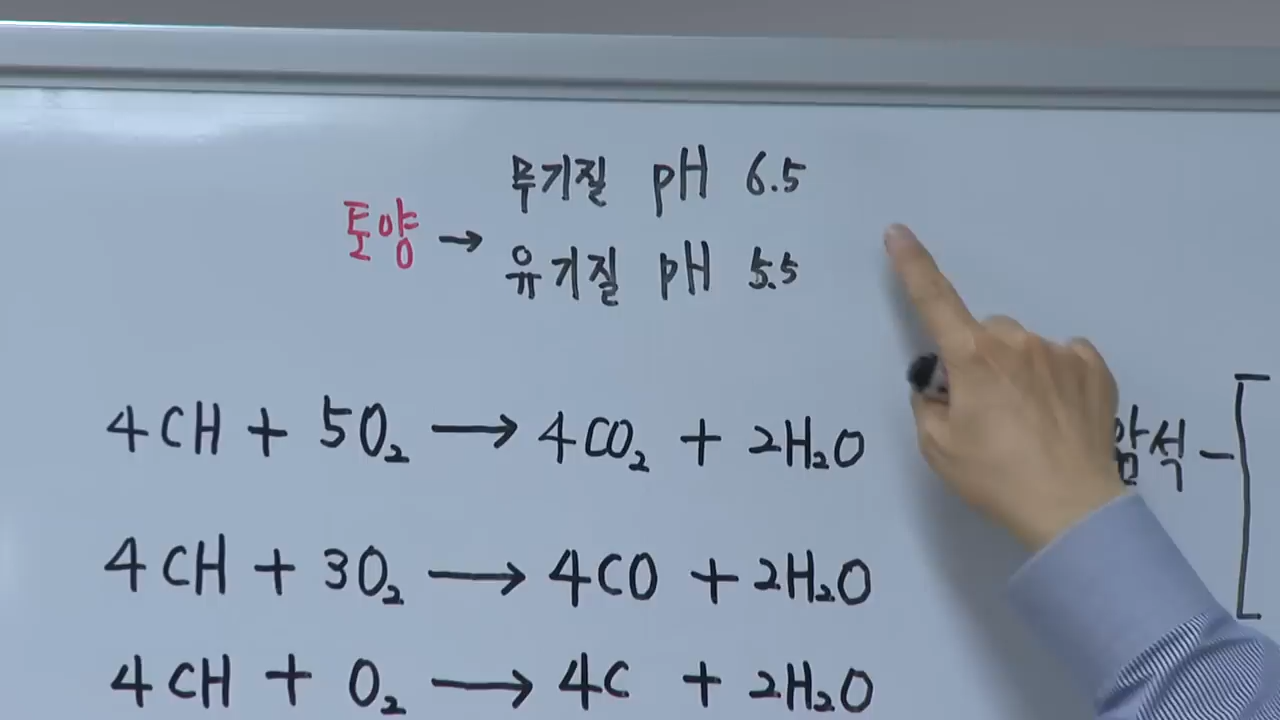 무기질 pH 6.5
토양 →
유기질 pH 5.5
4CH + 5O₂ → 4CO₂ + 2H₂O
암석 – [
4CH + 3O₂ → 4CO + 2H₂O
4CH + O₂ → 4C + 2H₂O